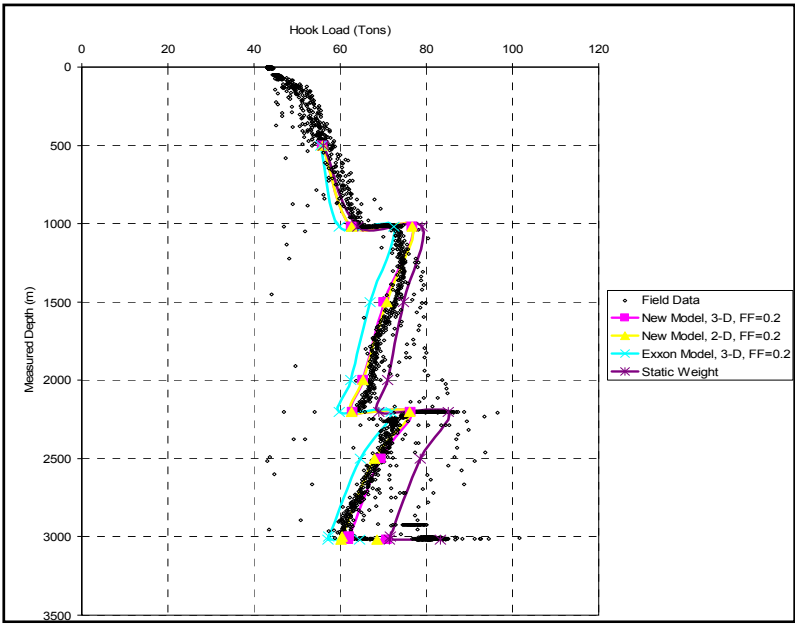 Hook Load (Tons)
0 20 40 60 80 100 120
0
500
1000
1500
2000
2500
3000
3500
Measured Depth (m)
Field Data
New Model, 3-D, FF=0.2
New Model, 2-D, FF=0.2
Exxon Model, 3-D, FF=0.2
Static Weight